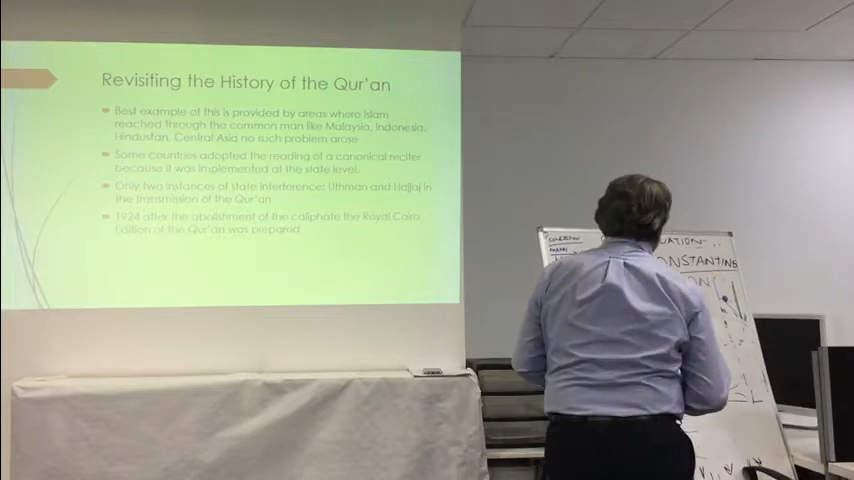 Revisiting the History of the Qur'an
Best example of this is provided by areas where Islam
reached through the common man like Malaysia, Indonesia,
Hindustan, Central Asia no such problem arose
Some countries adopted the reading of a canonical reciter
because it was implemented at the state level.
Only two instances of state interference: Uthman and Hajjaj in
the transmission of the Qur'an
1924 after the abolishment of the caliphate the Royal Cairo
Edition of the Qur'an was prepared